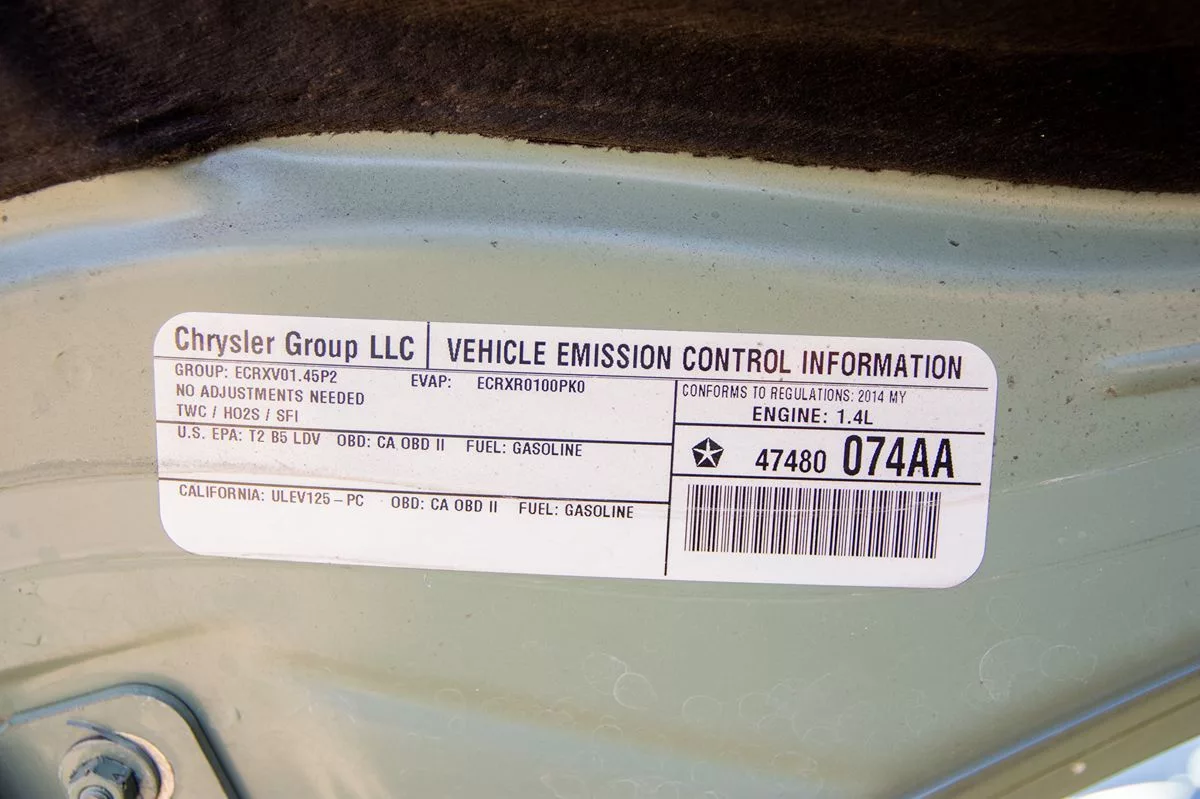 Chrysler Group LLC VEHICLE EMISSION CONTROL INFORMATION
GROUP: ECRXV01.45P2 EVAP: ECRXR0100PK0
NO ADJUSTMENTS NEEDED
TWC / HO2S / SFI
CONFORMS TO REGULATIONS: 2014 MY
ENGINE: 1.4L
U.S. EPA: T2 B5 LDV OBD: CA OBD II FUEL: GASOLINE
47480 074AA
CALIFORNIA: ULEV125-PC OBD: CA OBD II FUEL: GASOLINE